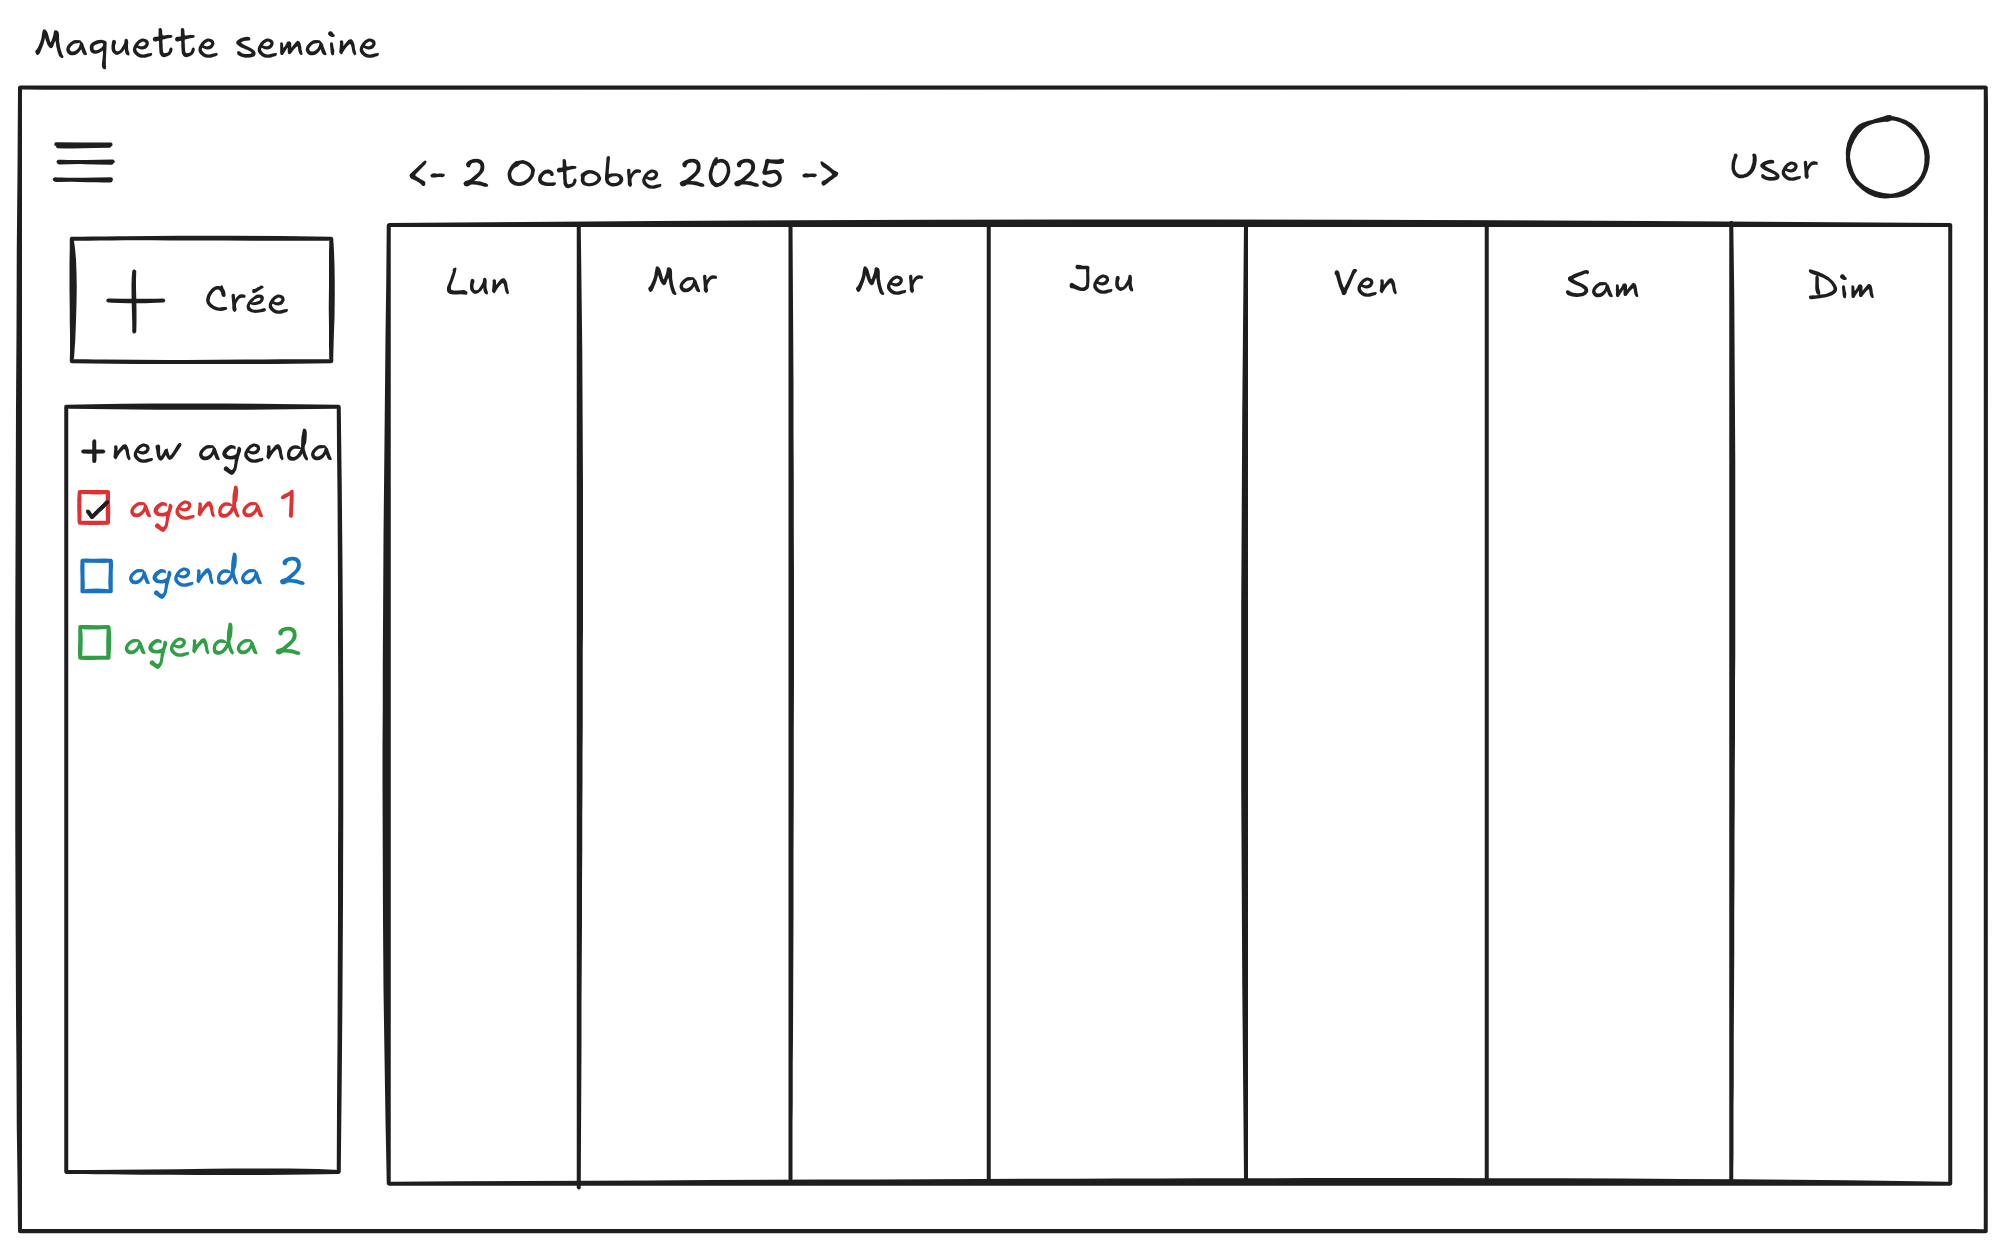 Maquette semaine
<- 2 Octobre 2025 ->
User
+ Crée
Lun Mar Mer Jeu Ven Sam Dim
+new agenda
agenda 1
agenda 2
agenda 2